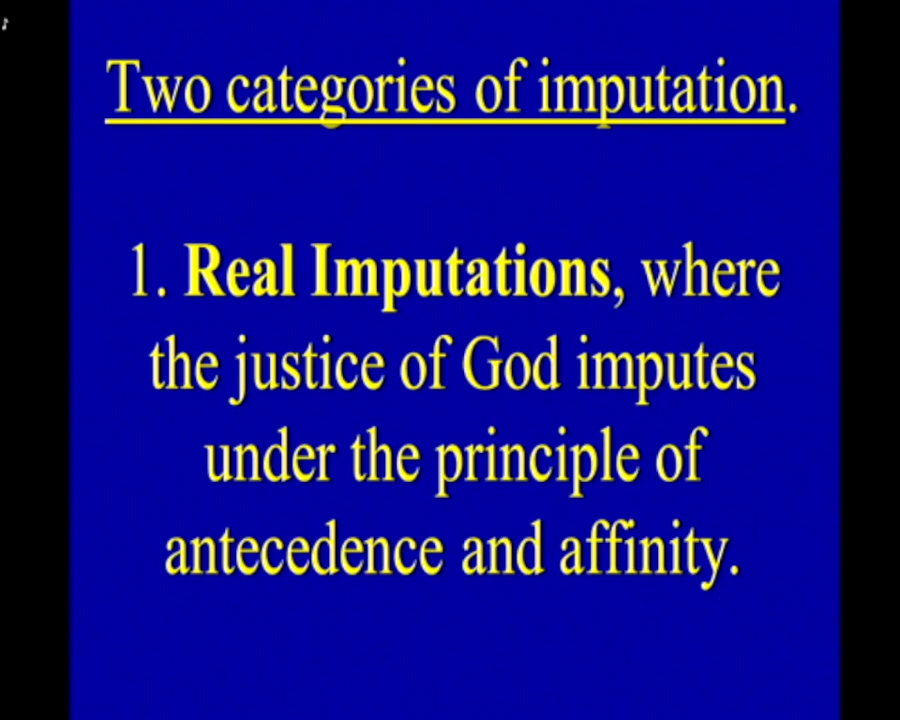 Two categories of imputation.
1. Real Imputations, where
the justice of God imputes
under the principle of
antecedence and affinity.